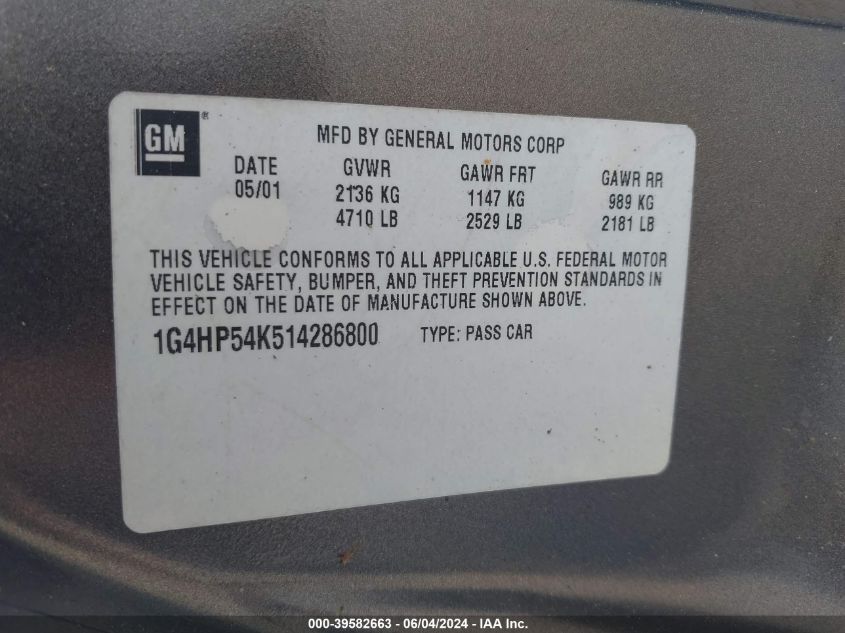 GM®
MFD BY GENERAL MOTORS CORP
DATE GVWR GAWR FRT GAWR RR
05/01 2136 KG 1147 KG 989 KG
4710 LB 2529 LB 2181 LB
THIS VEHICLE CONFORMS TO ALL APPLICABLE U.S. FEDERAL MOTOR
VEHICLE SAFETY, BUMPER, AND THEFT PREVENTION STANDARDS IN
EFFECT ON THE DATE OF MANUFACTURE SHOWN ABOVE.
1G4HP54K514286800 TYPE: PASS CAR
000-39582663 - 06/04/2024 - IAA Inc.